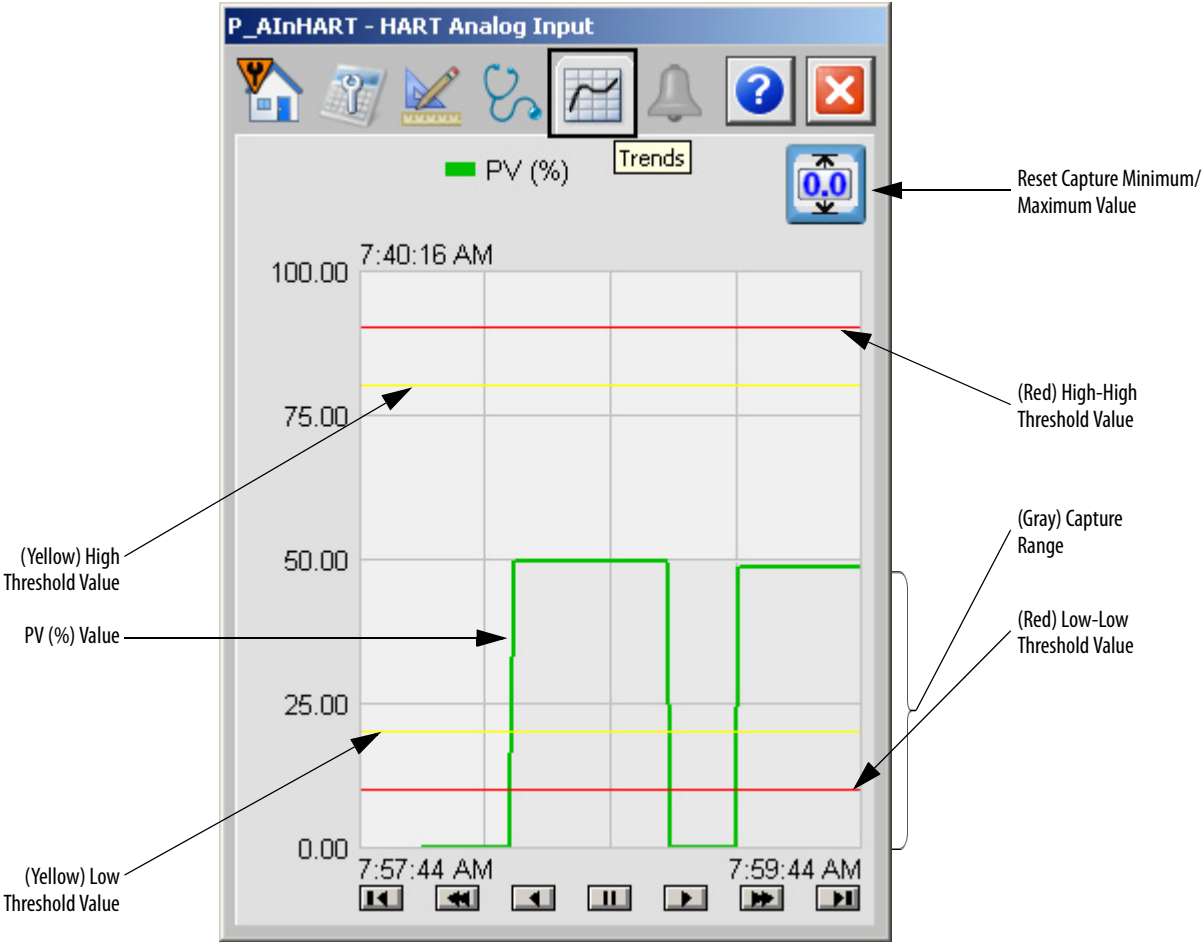 P_AInHART - HART Analog Input
?
PV (%)
Trends
0.0
Reset Capture Minimum/
Maximum Value
7:40:16 AM
100.00
75.00
50.00
25.00
0.00
7:57:44 AM
7:59:44 AM
(Red) High-High
Threshold Value
(Gray) Capture
Range
(Red) Low-Low
Threshold Value
(Yellow) High
Threshold Value
PV (%) Value
(Yellow) Low
Threshold Value